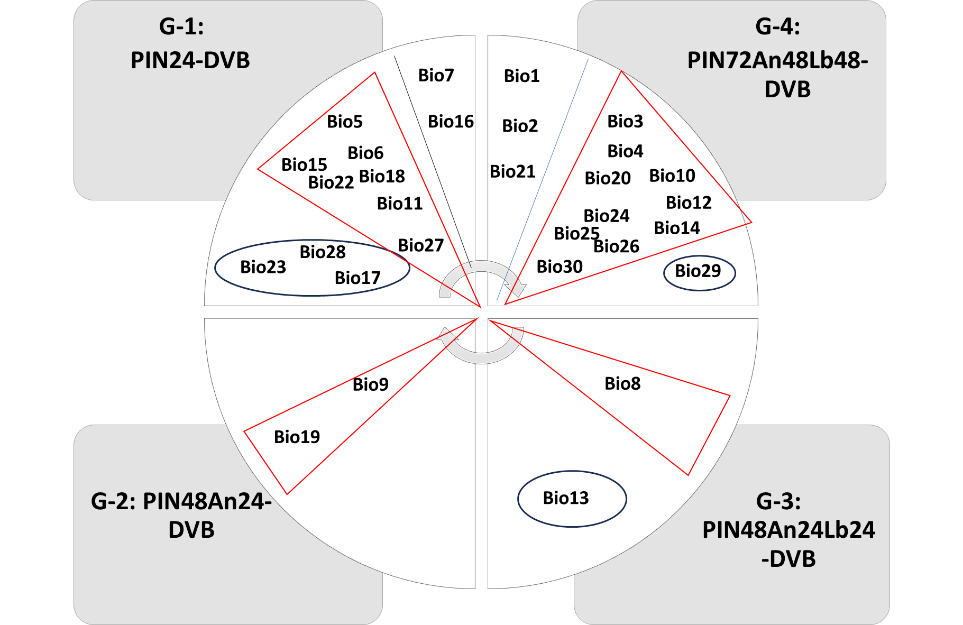 G-1:
PIN24-DVB
G-4:
PIN72An48Lb48-
DVB
Bio7
Bio16
Bio5
Bio6
Bio15
Bio18
Bio22
Bio11
Bio27
Bio28
Bio23
Bio17
Bio1
Bio2
Bio21
Bio3
Bio4
Bio20
Bio10
Bio12
Bio24
Bio14
Bio25
Bio26
Bio30
Bio29
Bio9
Bio19
Bio8
Bio13
G-2: PIN48An24-
DVB
G-3:
PIN48An24Lb24
-DVB